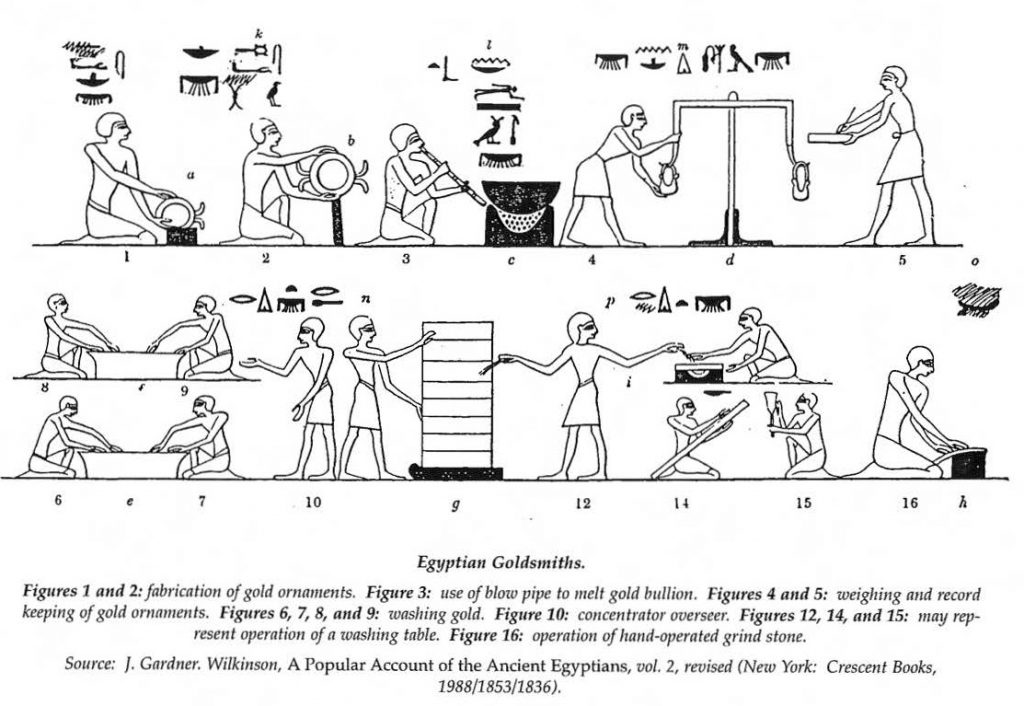 k
l
m
a
b
1 2 3 c 4 d 5 o
n
p
i
8 f 9
6 e 7 10 g 12 14 15 16 h
Egyptian Goldsmiths.
Figures 1 and 2: fabrication of gold ornaments. Figure 3: use of blow pipe to melt gold bullion. Figures 4 and 5: weighing and record
keeping of gold ornaments. Figures 6, 7, 8, and 9: washing gold. Figure 10: concentrator overseer. Figures 12, 14, and 15: may rep-
resent operation of a washing table. Figure 16: operation of hand-operated grind stone.
Source: J. Gardner. Wilkinson, A Popular Account of the Ancient Egyptians, vol. 2, revised (New York: Crescent Books,
1988/1853/1836).